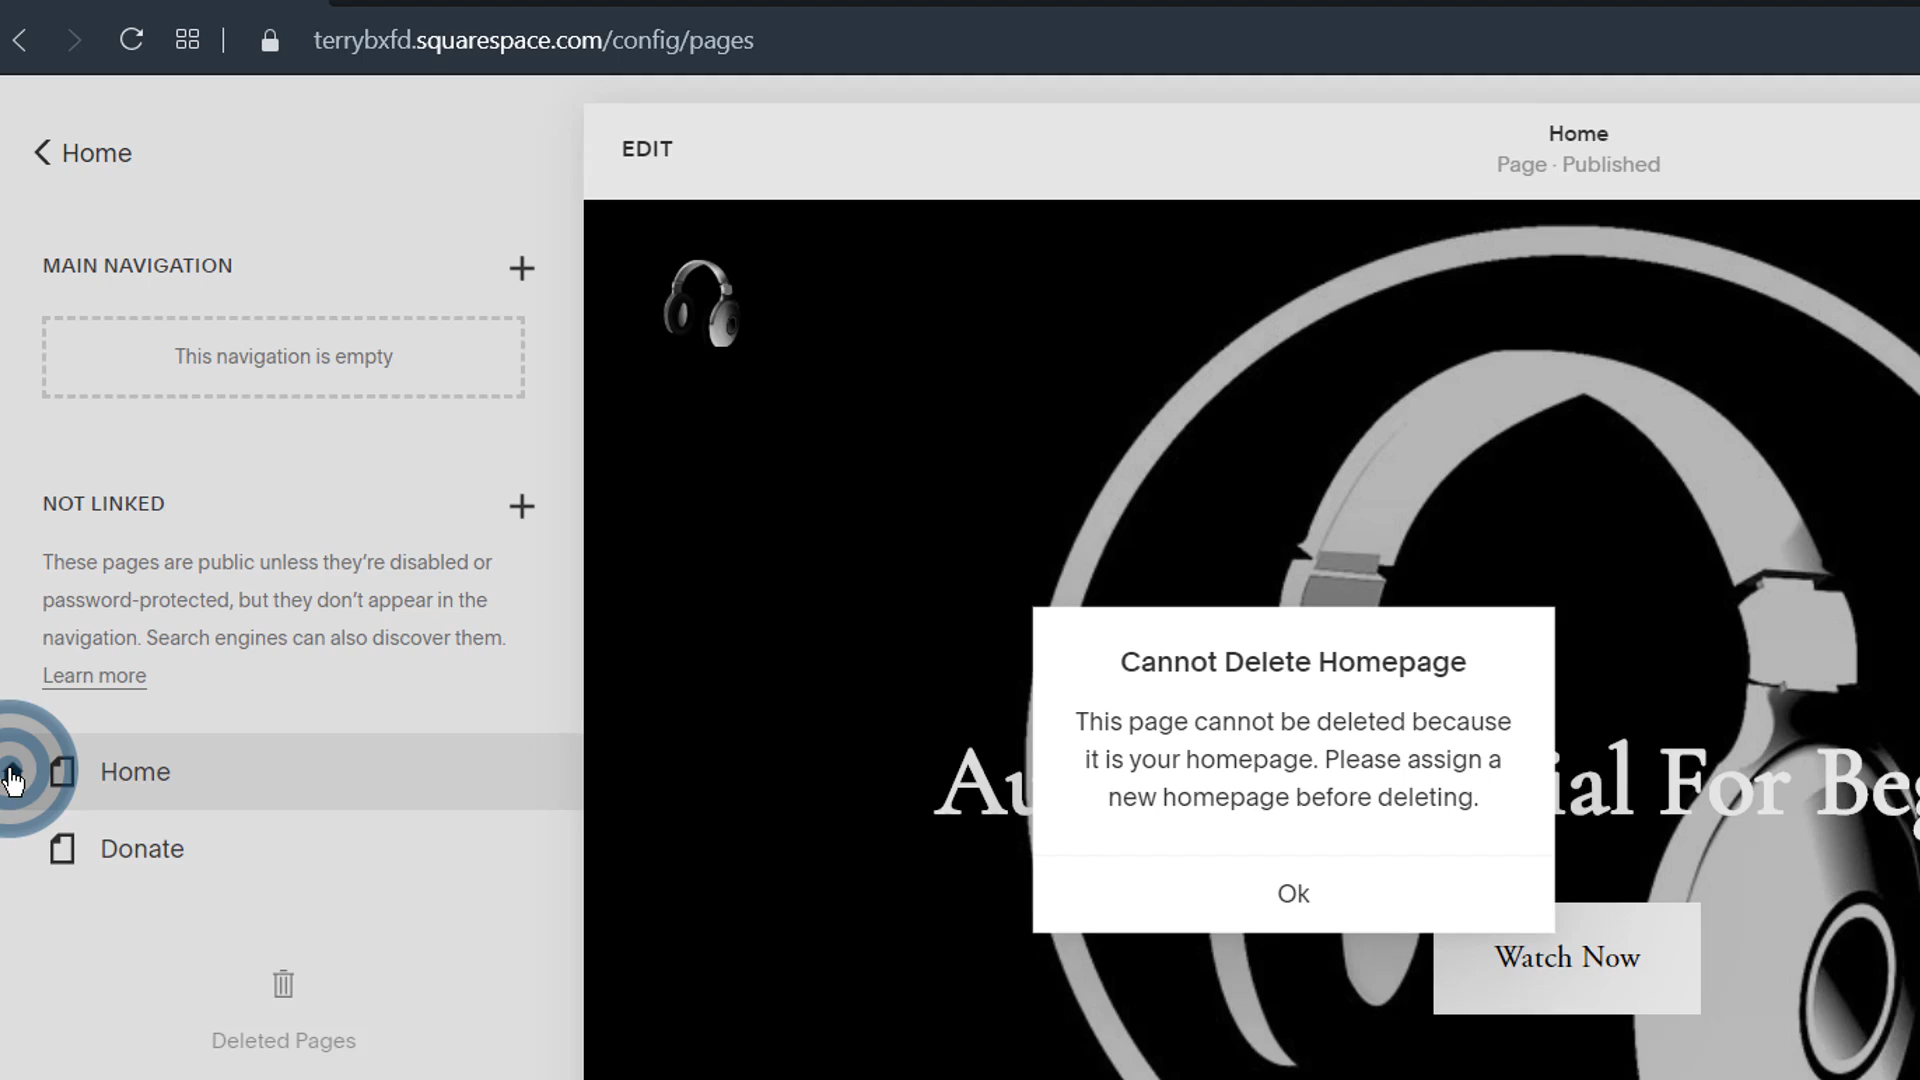 terrybxfd.squarespace.com/config/pages
Home
MAIN NAVIGATION
This navigation is empty
NOT LINKED
These pages are public unless they’re disabled or
password-protected, but they don’t appear in the
navigation. Search engines can also discover them.
Learn more
Home
Donate
Deleted Pages
EDIT
Home
Page · Published
Cannot Delete Homepage
This page cannot be deleted because
it is your homepage. Please assign a
new homepage before deleting.
Ok
For
Watch Now